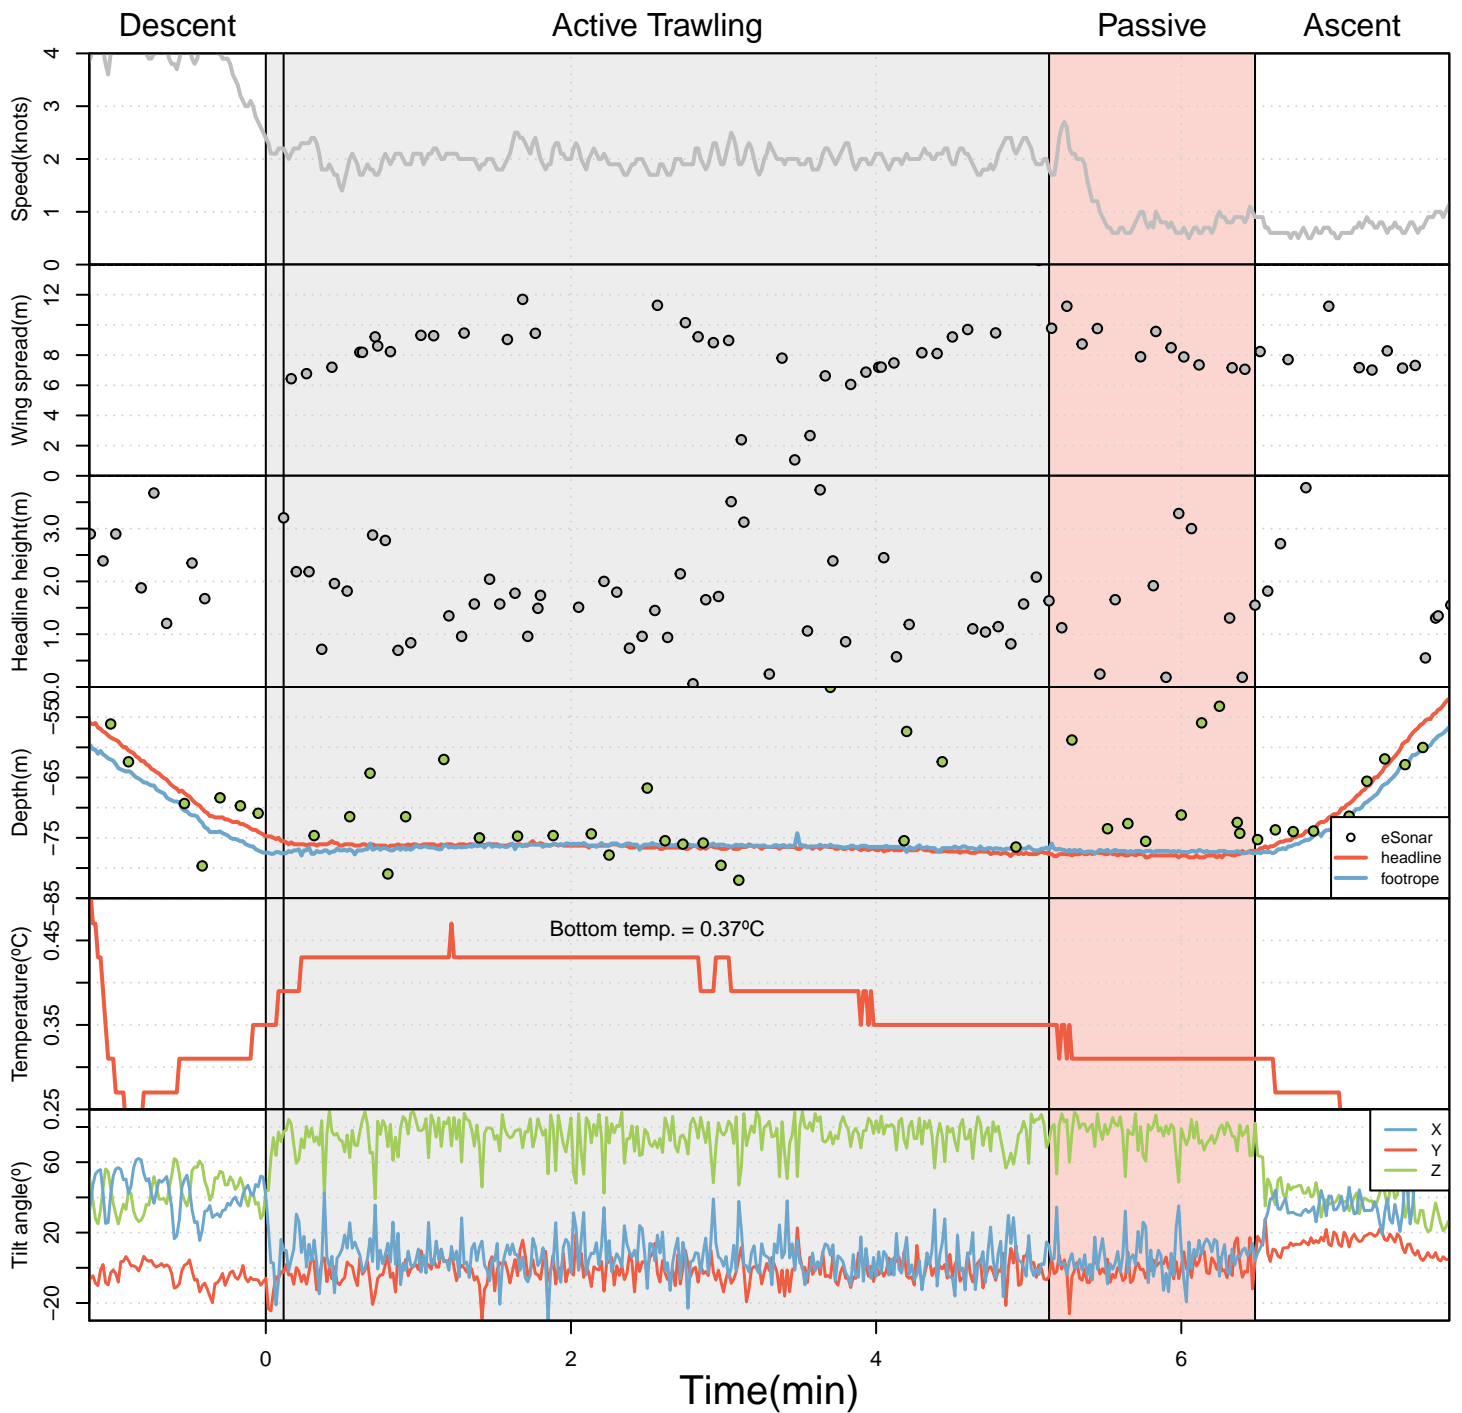 Descent Active Trawling Passive Ascent
Speed(knots)
0 1 2 3 4
Wing spread(m)
0 2 4 6 8 12
Headline height(m)
0.0 1.0 2.0 3.0
Depth(m)
−85 −75 −65 −55
eSonar
headline
footrope
Temperature(ºC)
0.25 0.35 0.45
Bottom temp. = 0.37ºC
Tilt angle(º)
−20 20 60
X
Y
Z
0 2 4 6
Time(min)